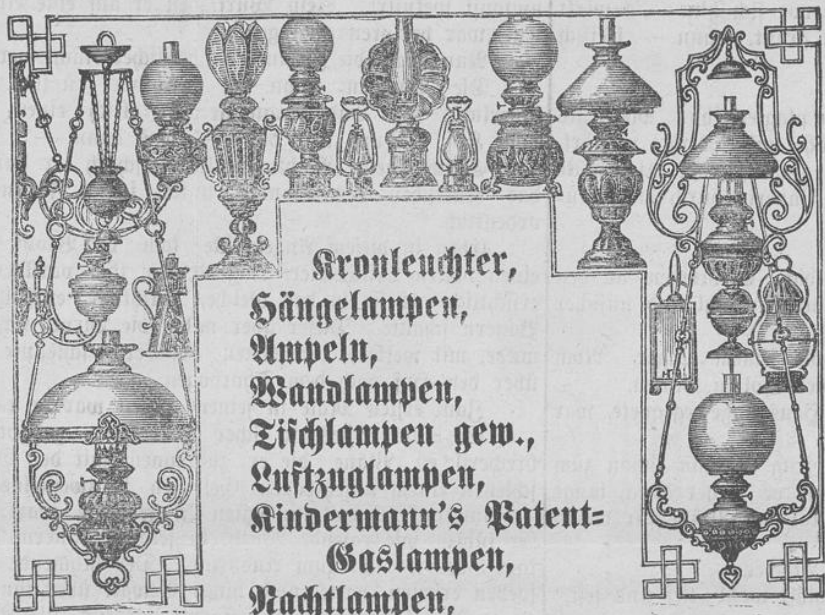 Kronleuchter,
Hängelampen,
Ampeln,
Wandlampen,
Tischlampen gew.,
Luftzuglampen,
Kindermann's Patent=
Gaslampen,
Nachtlampen,